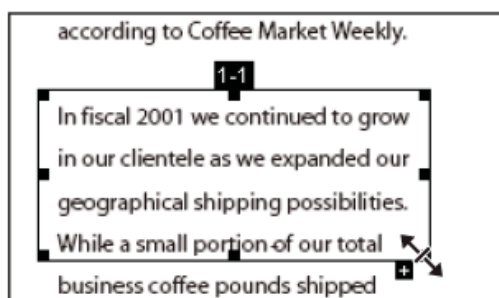 according to Coffee Market Weekly.
1-1
In fiscal 2001 we continued to grow
in our clientele as we expanded our
geographical shipping possibilities.
While a small portion of our total
business coffee pounds shipped